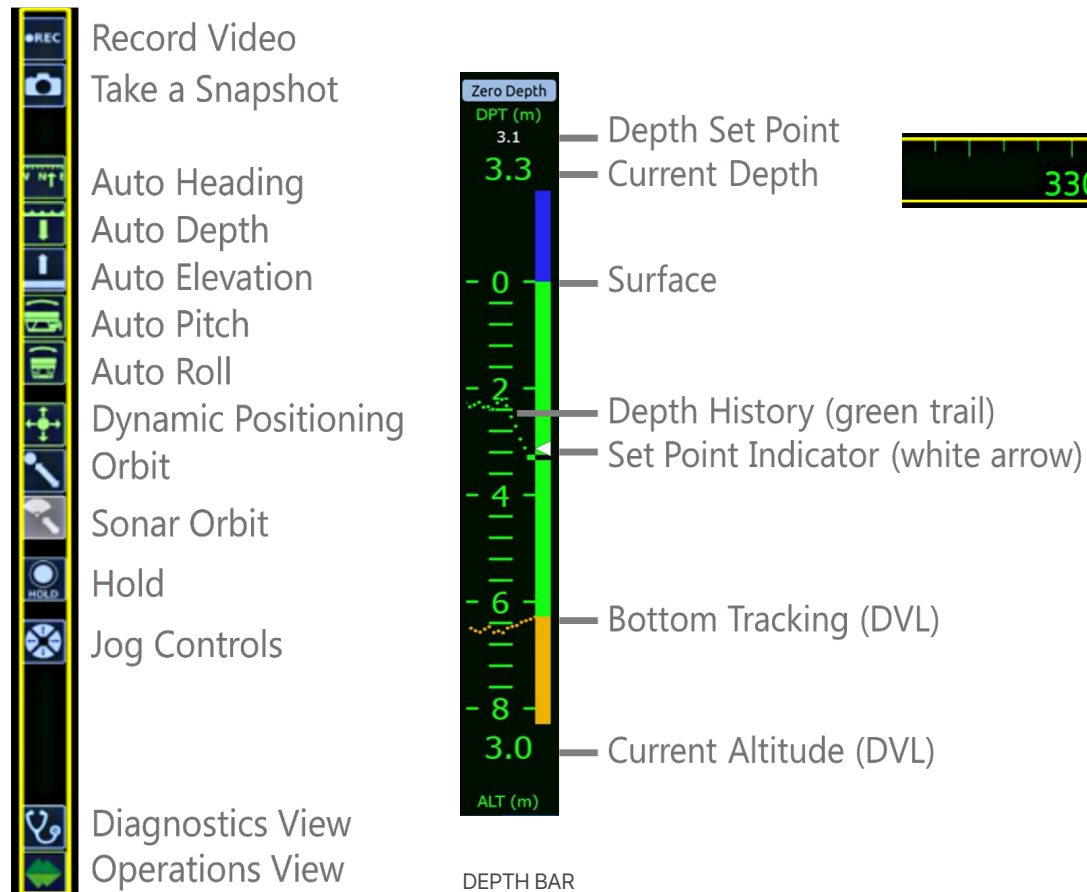 ●REC
Record Video
Take a Snapshot
Auto Heading
Auto Depth
Auto Elevation
Auto Pitch
Auto Roll
Dynamic Positioning
Orbit
Sonar Orbit
HOLD
Hold
Jog Controls
Diagnostics View
Operations View
Zero Depth
DPT (m)
3.1
Depth Set Point
3.3
Current Depth
0
Surface
2
Depth History (green trail)
Set Point Indicator (white arrow)
4
6
Bottom Tracking (DVL)
8
3.0
Current Altitude (DVL)
ALT (m)
DEPTH BAR